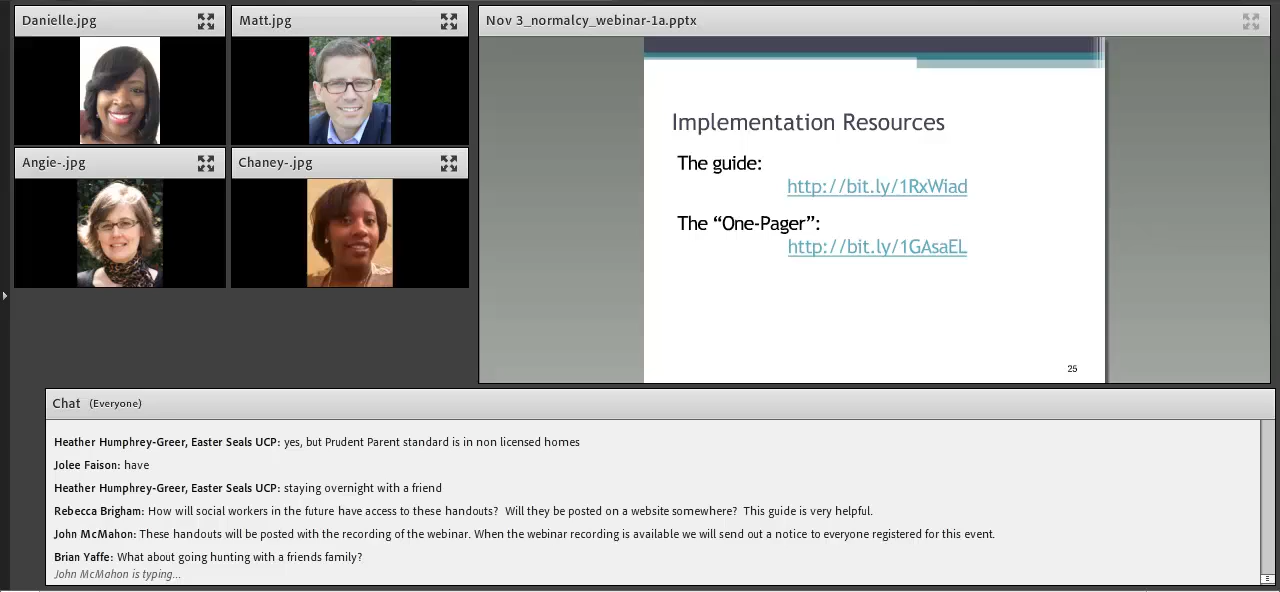 Danielle.jpg
Matt.jpg
Nov 3_normalcy_webinar-1a.pptx
Angie-.jpg
Chaney-.jpg
Implementation Resources
The guide:
http://bit.ly/1RxWiad
The “One-Pager”:
http://bit.ly/1GAsaEL
25
Chat (Everyone)
Heather Humphrey-Greer, Easter Seals UCP: yes, but Prudent Parent standard is in non licensed homes
Jolee Faison: have
Heather Humphrey-Greer, Easter Seals UCP: staying overnight with a friend
Rebecca Brigham: How will social workers in the future have access to these handouts?  Will they be posted on a website somewhere?  This guide is very helpful.
John McMahon: These handouts will be posted with the recording of the webinar. When the webinar recording is available we will send out a notice to everyone registered for this event.
Brian Yaffe: What about going hunting with a friends family?
John McMahon is typing...